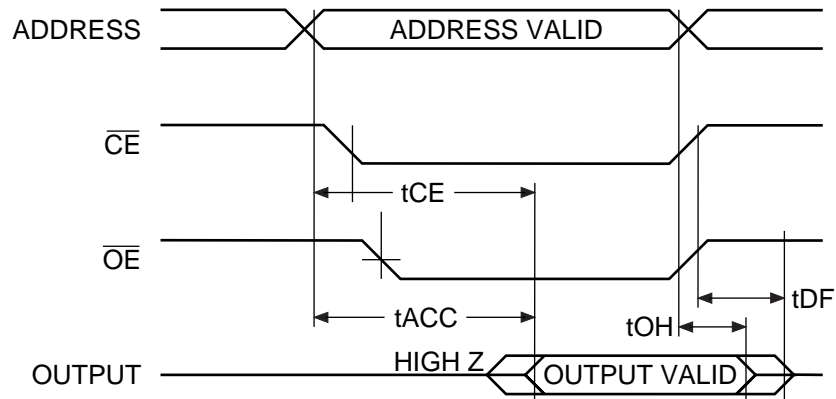 ADDRESS
ADDRESS VALID
CE
tCE
OE
tACC
tOH
tDF
OUTPUT
HIGH Z
OUTPUT VALID